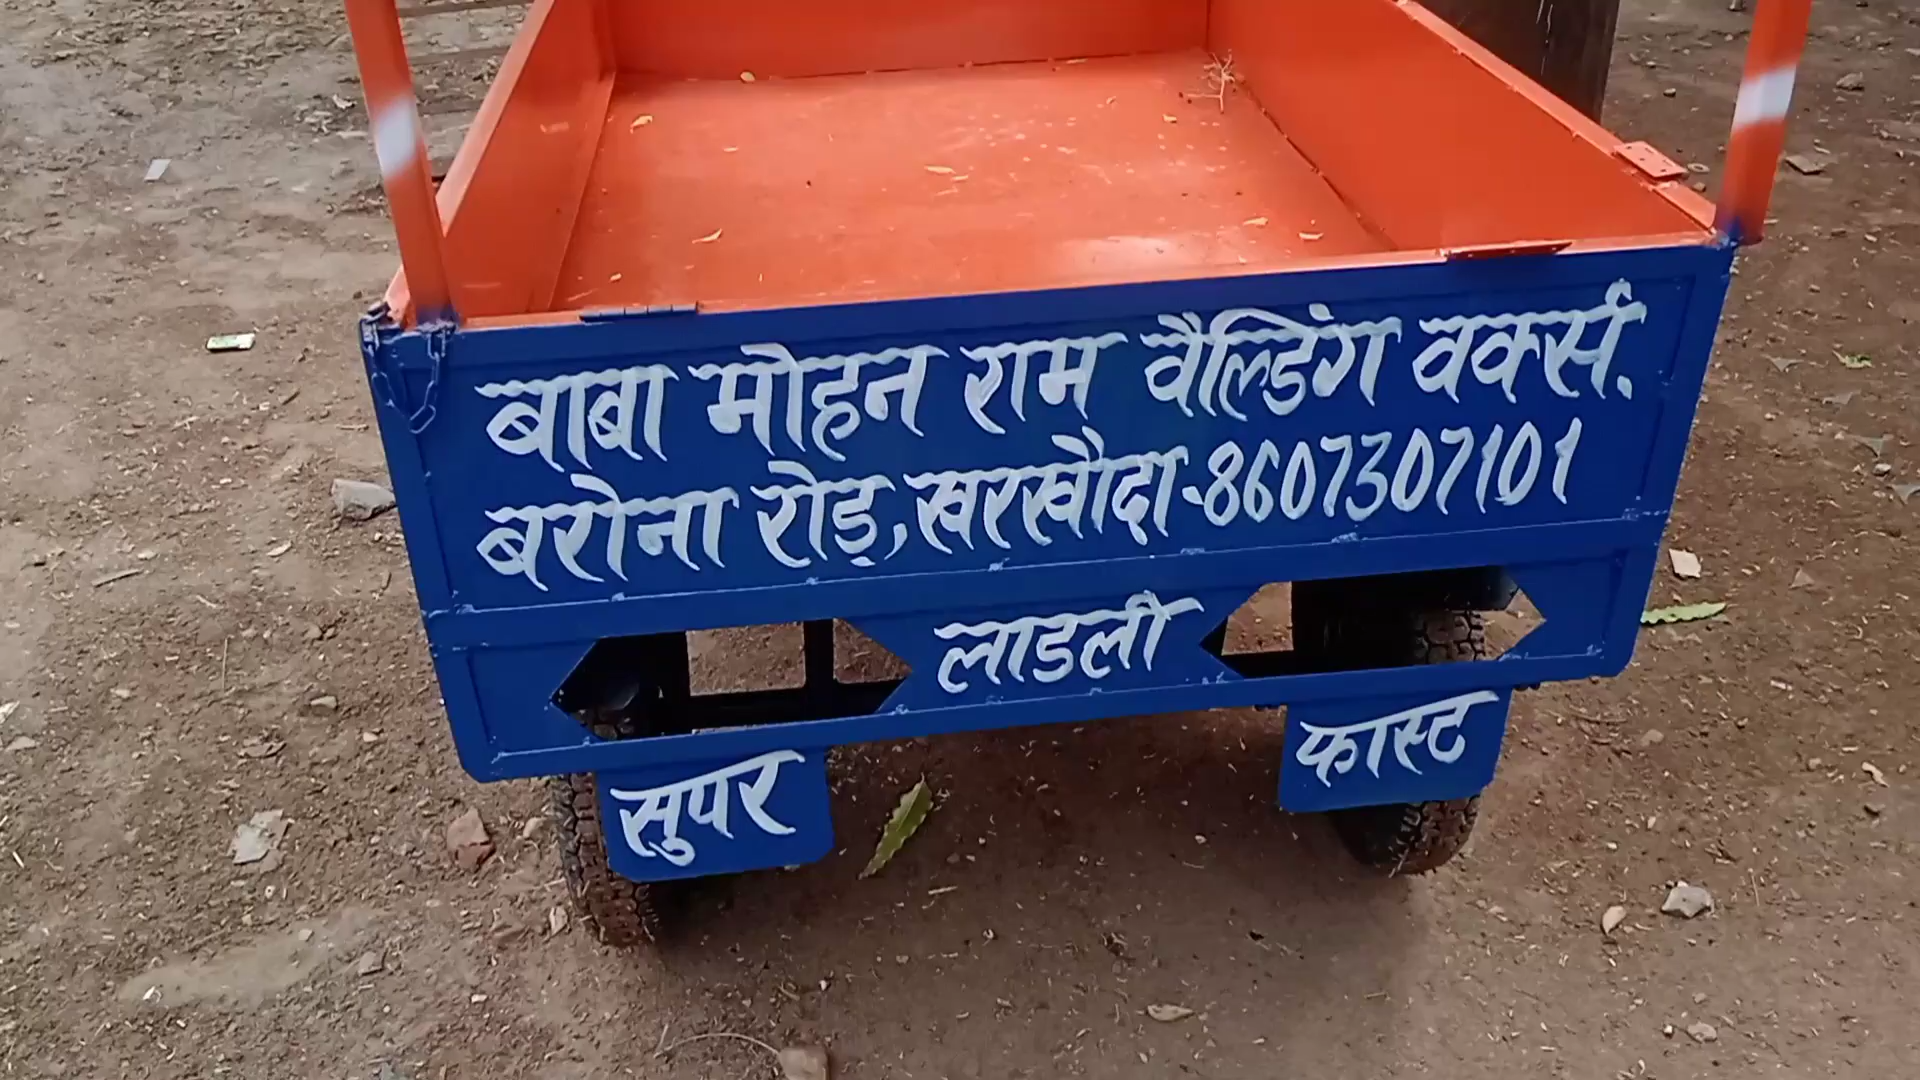 बाबा मोहन राम वैल्डिंग वर्क्स.
बरोना रोड़,खरखौदा-8607307101
लाडली
सुपर
फास्ट